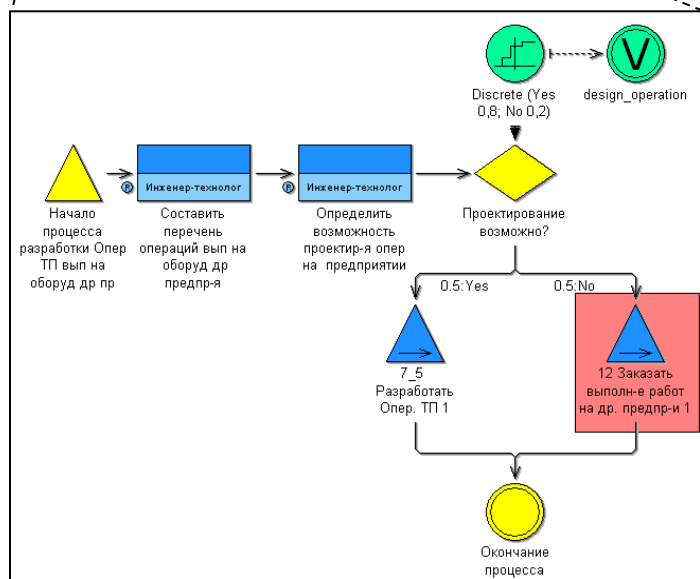 V
Discrete (Yes
0,8; No 0,2)
design_operation
R
Инженер-технолог
R
Инженер-технолог
Начало
процесса
разработки Опер
ТП вып на
оборуд др пр
Составить
перечень
операций вып на
оборуд др
предпр-я
Определить
возможность
проектир-я опер
на предприятии
Проектирование
возможно?
0.5:Yes
0.5:No
7_5
Разработать
Опер. ТП 1
12 Заказать
выполн-е работ
на др. предпр-и 1
Окончание
процесса